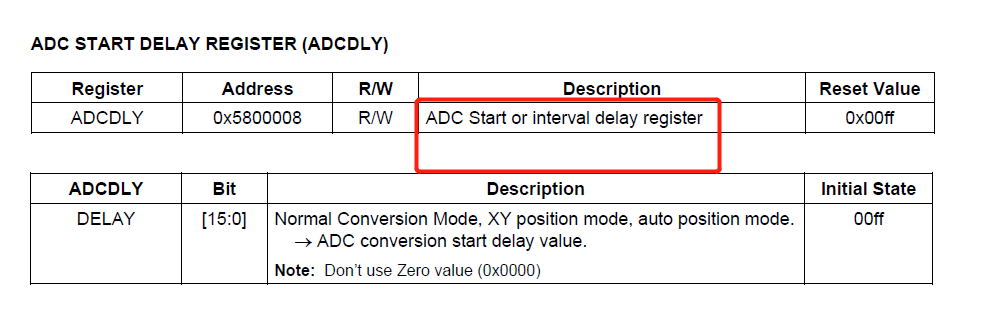 ADC START DELAY REGISTER (ADCDLY)
Register Address R/W Description Reset Value
ADCDLY 0x5800008 R/W ADC Start or interval delay register 0x00ff
ADCDLY Bit Description Initial State
DELAY [15:0] Normal Conversion Mode, XY position mode, auto position mode. 00ff
→ ADC conversion start delay value.
Note: Don't use Zero value (0x0000)